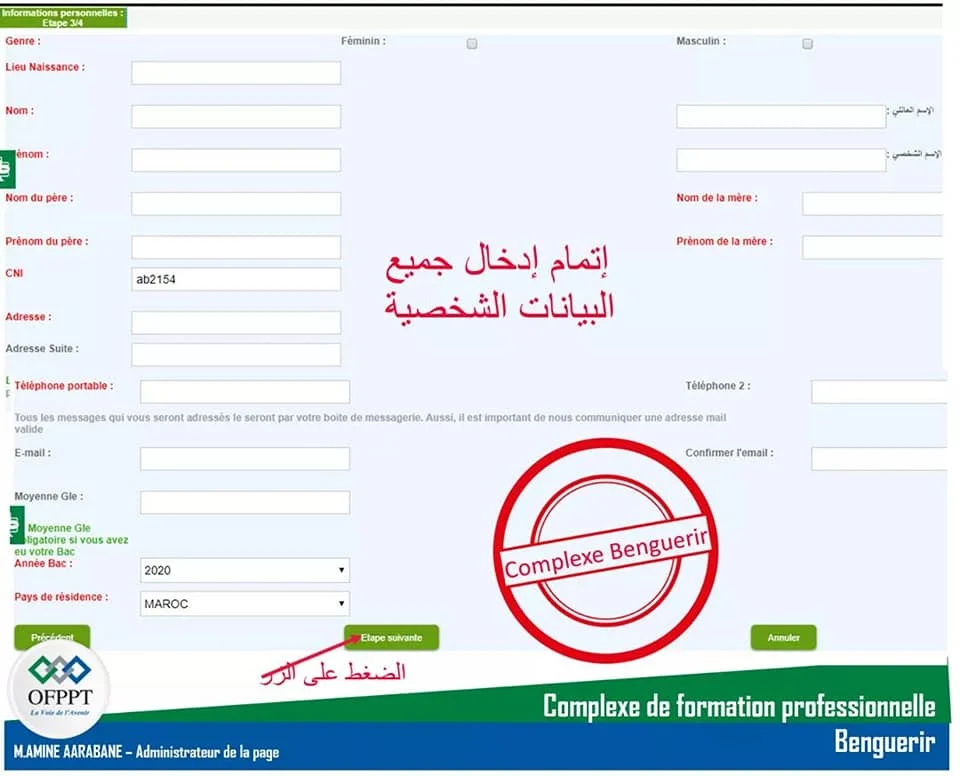 Informations personnelles :
Etape 3/4
Genre :
Féminin :
Masculin :
Lieu Naissance :
Nom :
الإسم العائلي :
énom :
الإسم الشخصي :
Nom du père :
Nom de la mère :
Prénom du père :
Prénom de la mère :
إتمام إدخال جميع
البيانات الشخصية
CNI
ab2154
Adresse :
Adresse Suite :
Téléphone portable :
Téléphone 2 :
Tous les messages qui vous seront adressés le seront par votre boite de messagerie. Aussi, il est important de nous communiquer une adresse mail
valide
E-mail :
Confirmer l'email :
Moyenne Gle :
Moyenne Gle
bligatoire si vous avez
eu votre Bac
Année Bac :
2020
Pays de résidence :
MAROC
Complexe Benguerir
Précédent
Etape suivante
Annuler
الضغط على الزر
OFPPT
La Voie de l'Avenir
Complexe de formation professionnelle
Benguerir
M.AMINE AARABANE – Administrateur de la page